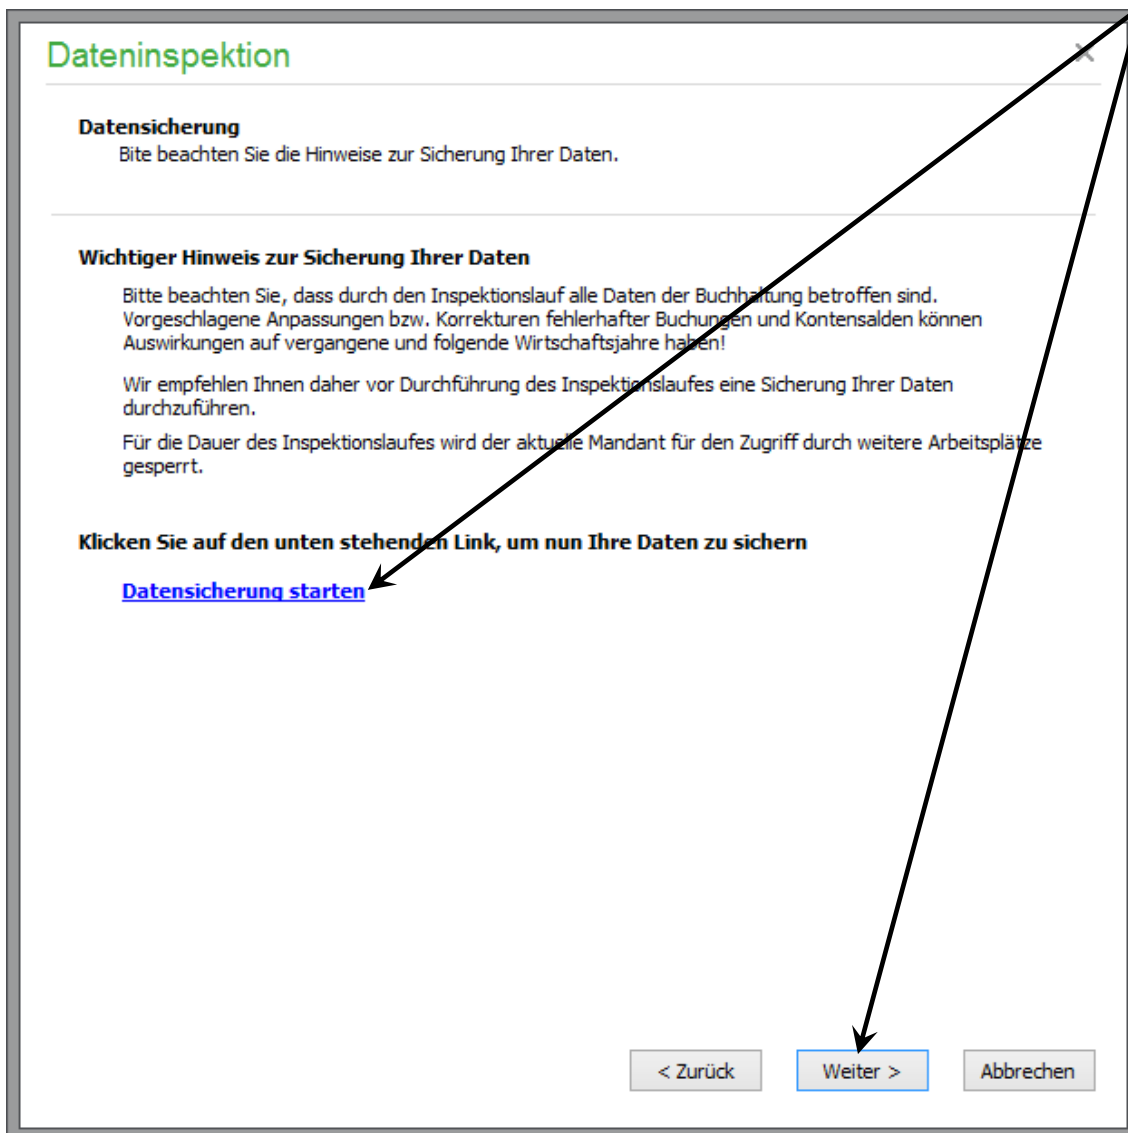 Dateninspektion
Datensicherung
Bite beachten Sie die Hinweise zur Sicherung Ihrer Daten.
Wichtiger Hinweis zur Sicherung Ihrer Daten
Bitte beachten Sie, dass durch den Inspektionslauf alle Daten der Buchhaltung betroffen sind.
Vorgeschlagene Anpassungen bzw. Korrekturen fehlerhafter Buchungen und Kontensalden können
Auswirkungen auf vergangene und folgende Wirtschaftsjahre haben!
Wir empfehlen Ihnen daher vor Durchführung des Inspektionslaufes eine Sicherung Ihrer Daten
durchzuführen.
Für die Dauer des Inspektionslaufes wird der aktuelle Mandant für den Zugriff durch weitere Arbeitsplätze
gesperrt.
Klicken Sie auf den unten stehenden Link, um nun Ihre Daten zu sichern
Datensicherung starten
< Zurück Weiter > Abbrechen